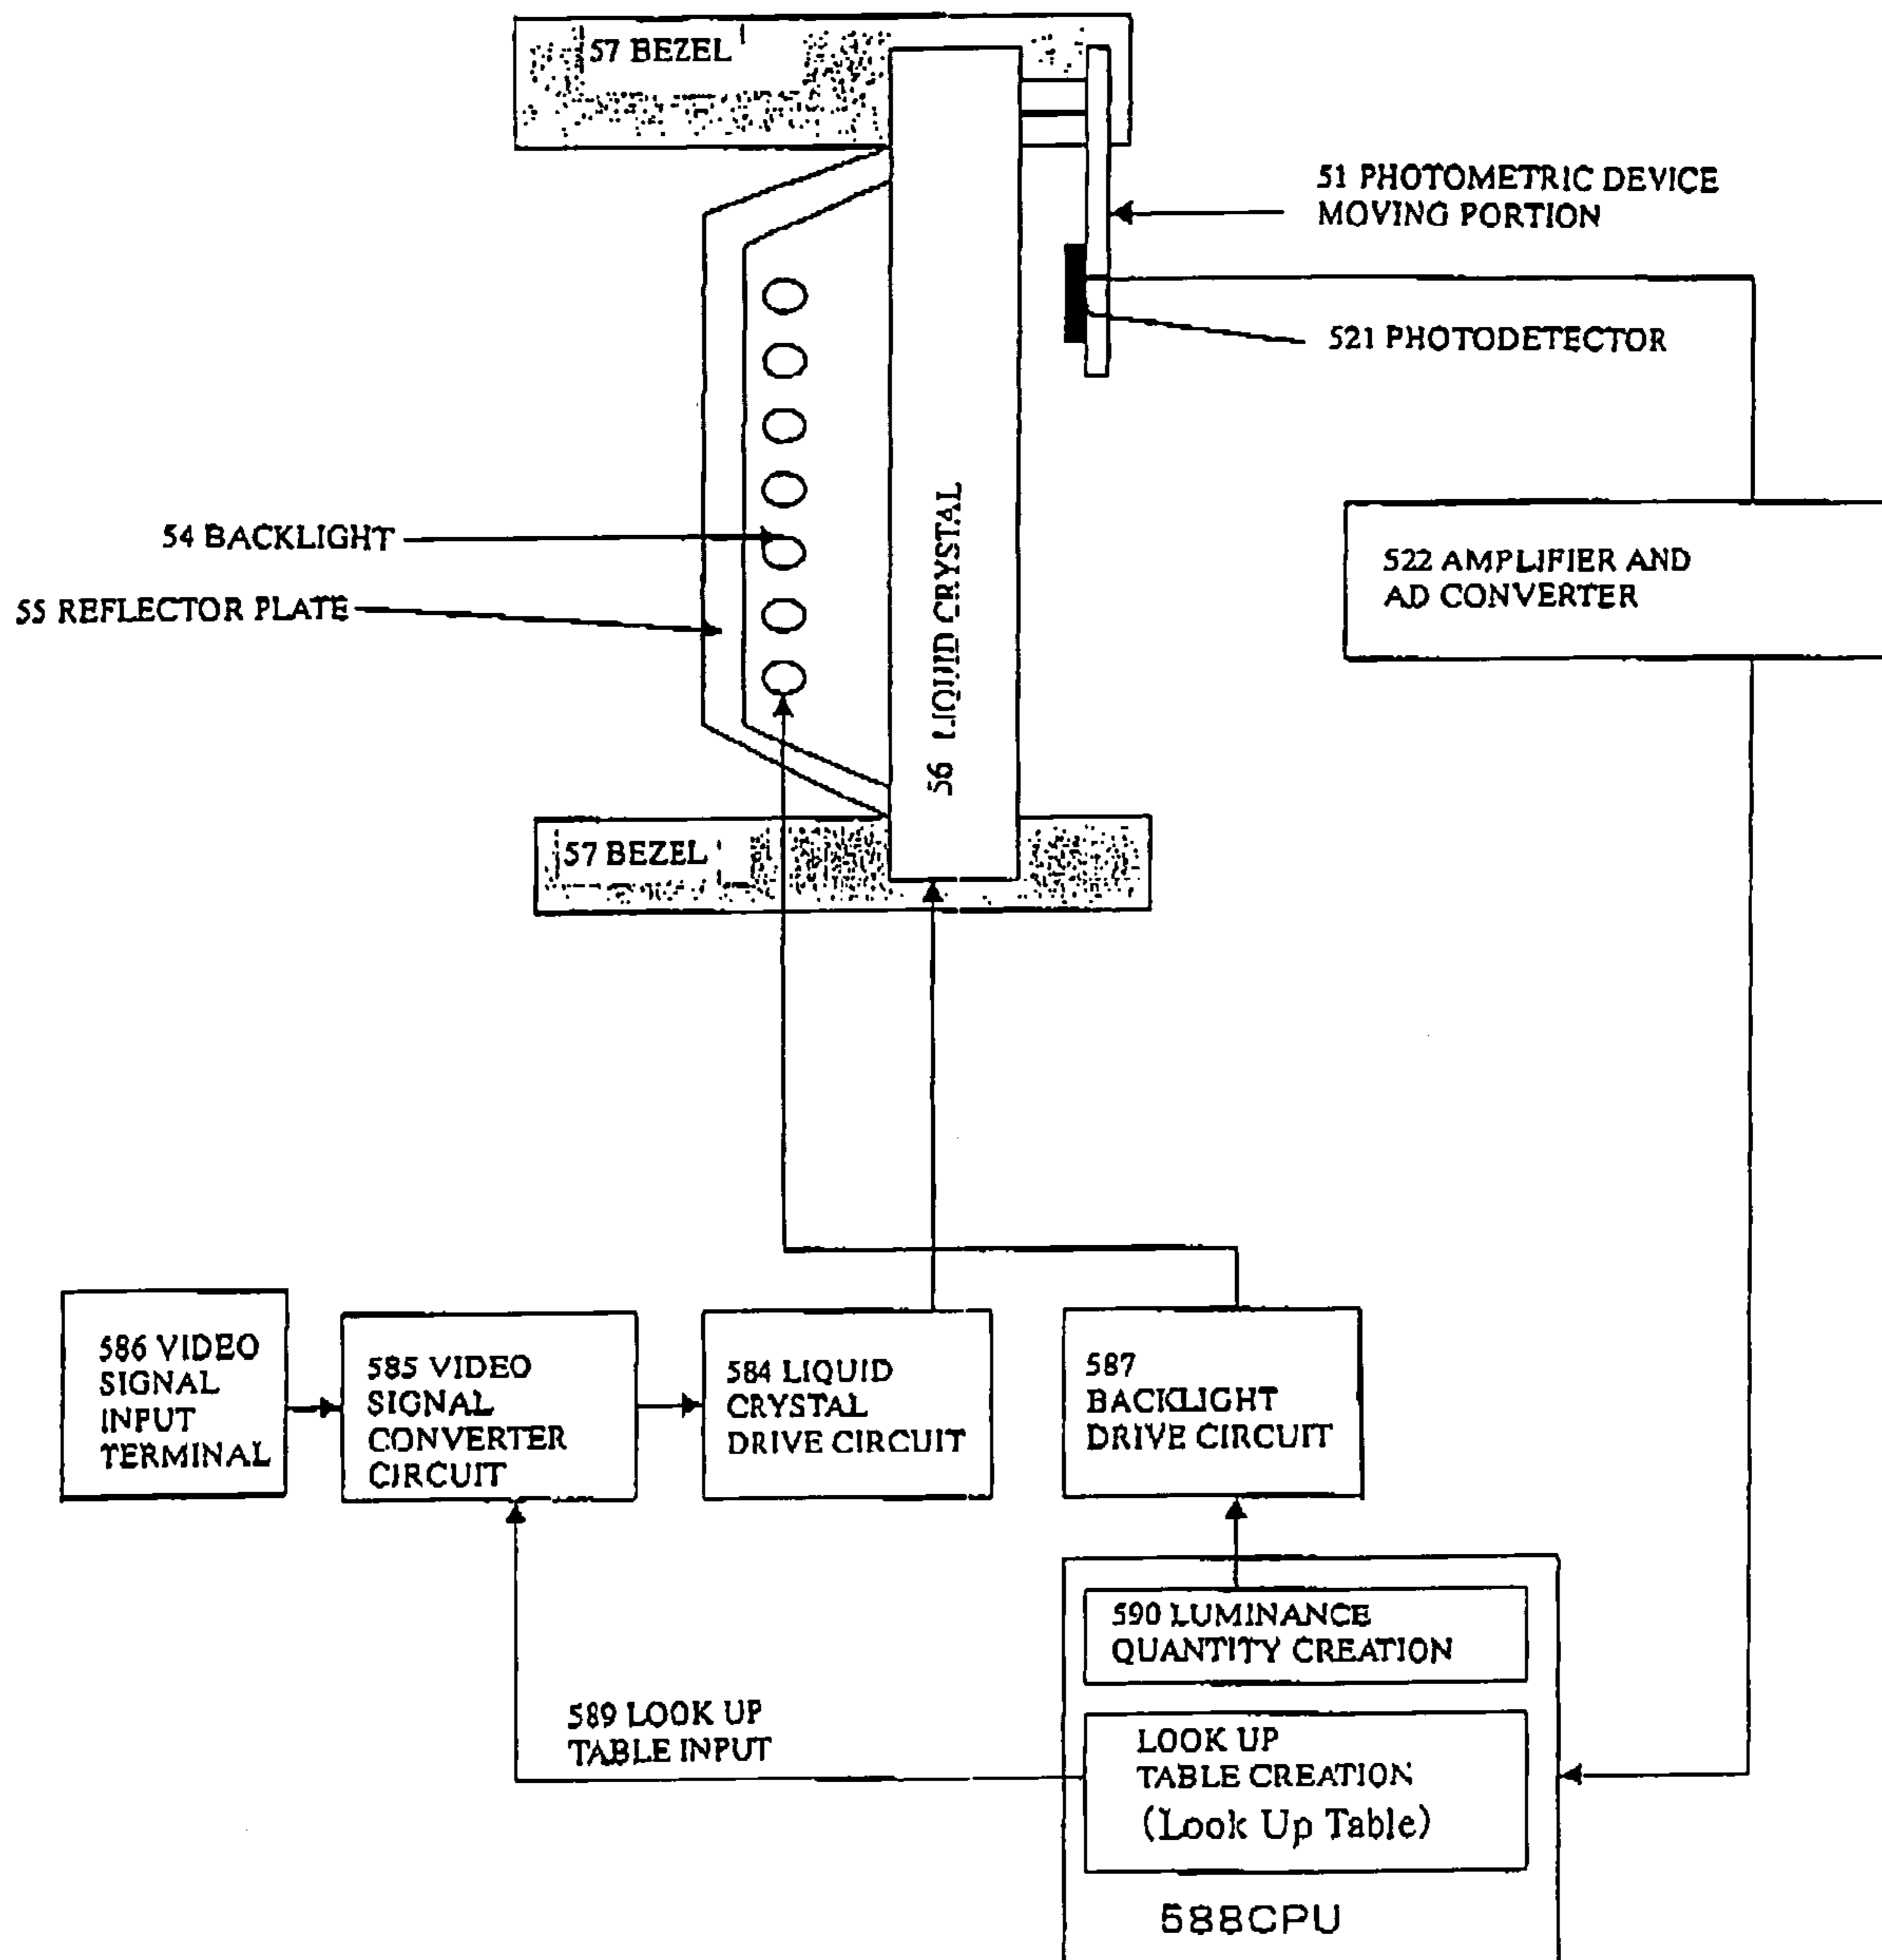 57 BEZEL
51 PHOTOMETRIC DEVICE
MOVING PORTION
521 PHOTODETECTOR
54 BACKLIGHT
55 REFLECTOR PLATE
56 LIQUID CRYSTAL
522 AMPLIFIER AND
AD CONVERTER
57 BEZEL
586 VIDEO
SIGNAL
INPUT
TERMINAL
585 VIDEO
SIGNAL
CONVERTER
CIRCUIT
584 LIQUID
CRYSTAL
DRIVE CIRCUIT
587
BACKLIGHT
DRIVE CIRCUIT
590 LUMINANCE
QUANTITY CREATION
589 LOOK UP
TABLE INPUT
LOOK UP
TABLE CREATION
(Look Up Table)
588CPU